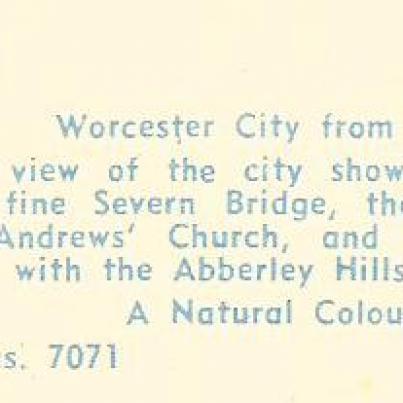 Worcester City from
view of the city show
fine Severn Bridge, the
Andrews' Church, and
with the Abberley Hills
A Natural Colou
s. 7071